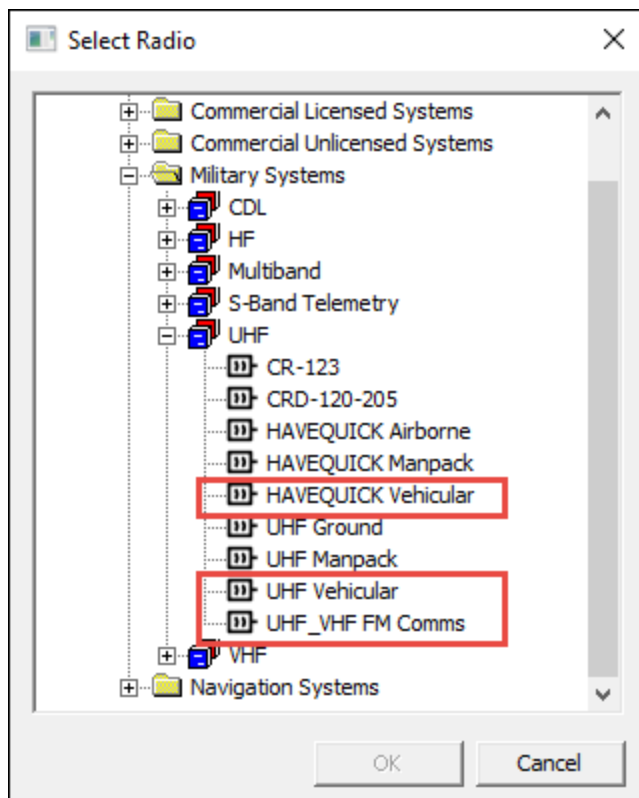 Select Radio
Commercial Licensed Systems
Commercial Unlicensed Systems
Military Systems
CDL
HF
Multiband
S-Band Telemetry
UHF
CR-123
CRD-120-205
HAVEQUICK Airborne
HAVEQUICK Manpack
HAVEQUICK Vehicular
UHF Ground
UHF Manpack
UHF Vehicular
UHF_VHF FM Comms
VHF
Navigation Systems
OK Cancel